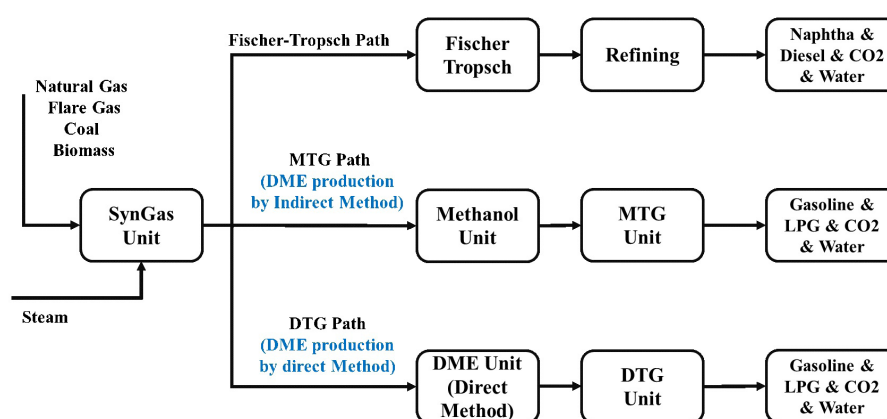 Fischer-Tropsch Path
Fischer
Tropsch
Refining
Naphtha &
Diesel & CO2
& Water
Natural Gas
Flare Gas
Coal
Biomass
SynGas
Unit
Steam
MTG Path
(DME production
by Indirect Method)
Methanol
Unit
MTG
Unit
Gasoline &
LPG & CO2
& Water
DTG Path
(DME production
by direct Method)
DME Unit
(Direct
Method)
DTG
Unit
Gasoline &
LPG & CO2
& Water